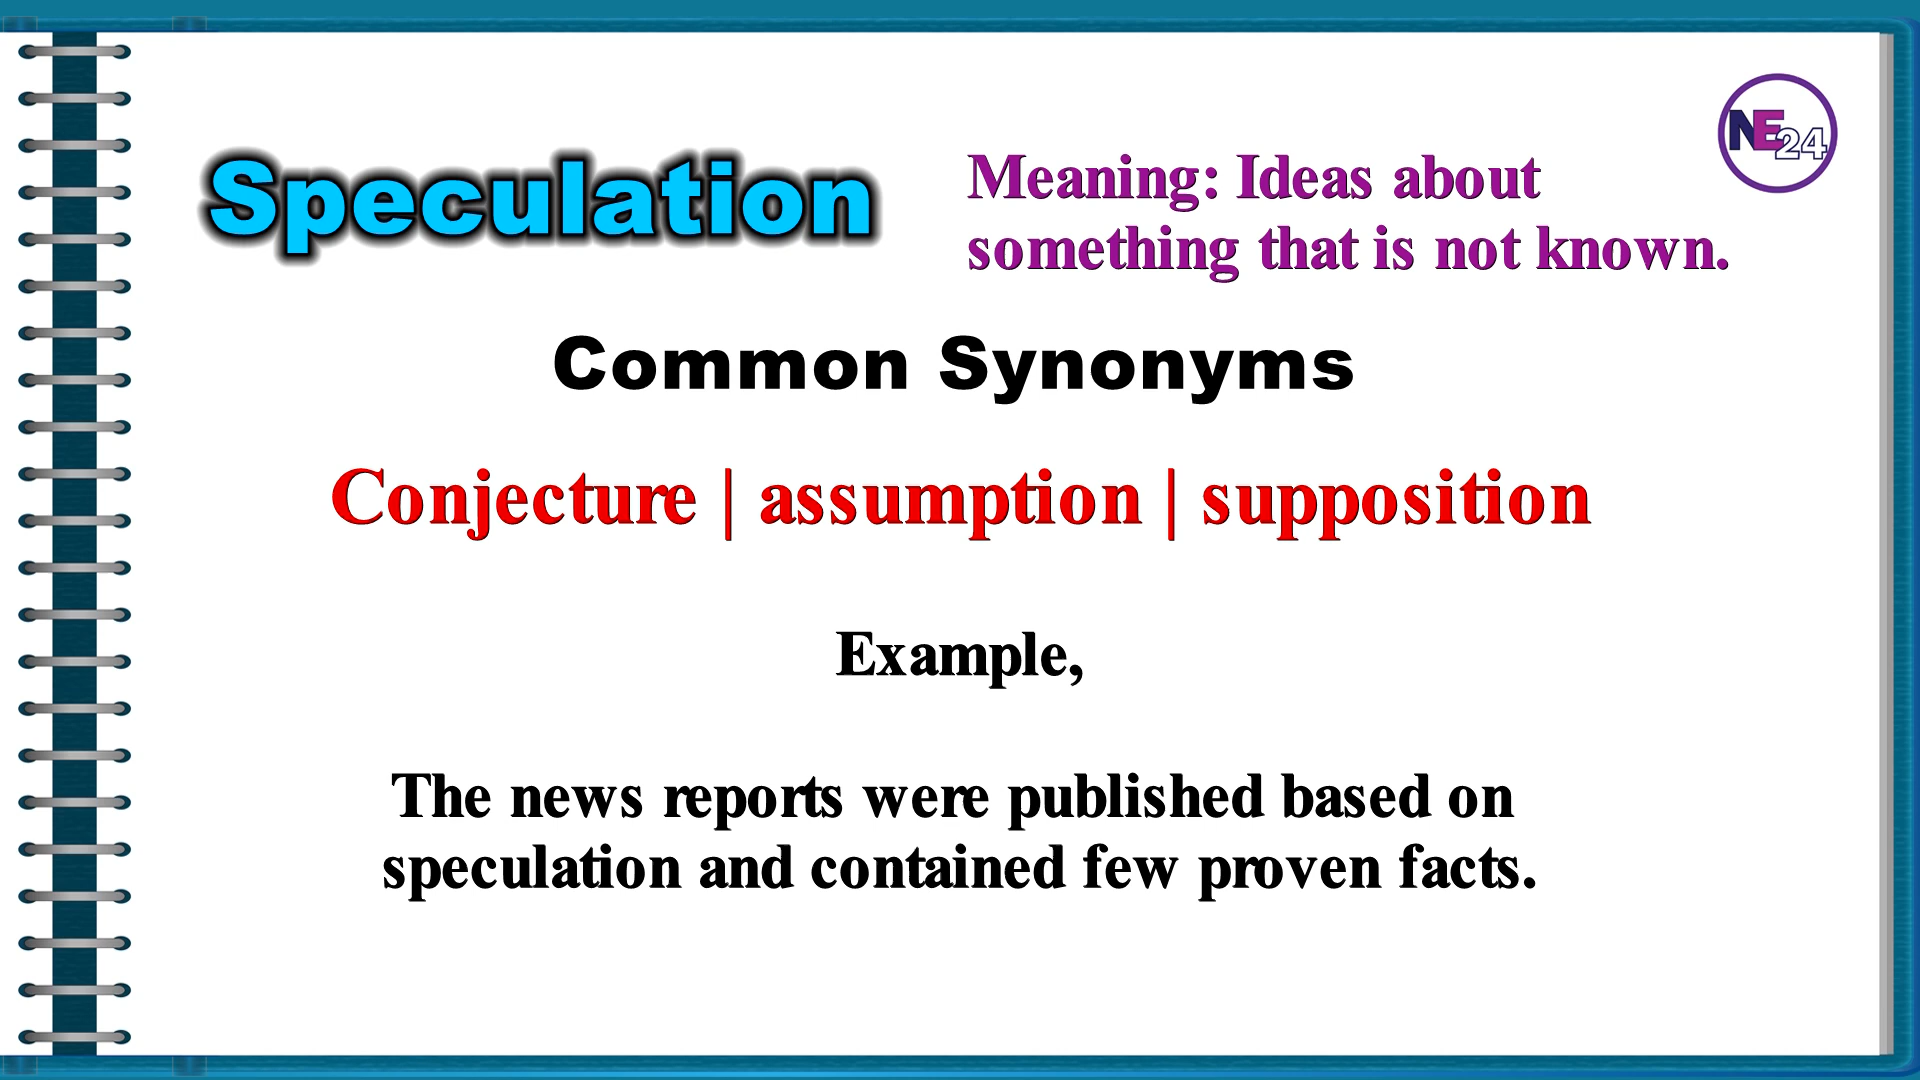 Speculation
Meaning: Ideas about
something that is not known.
NE24
Common Synonyms
Conjecture | assumption | supposition
Example,
The news reports were published based on
speculation and contained few proven facts.